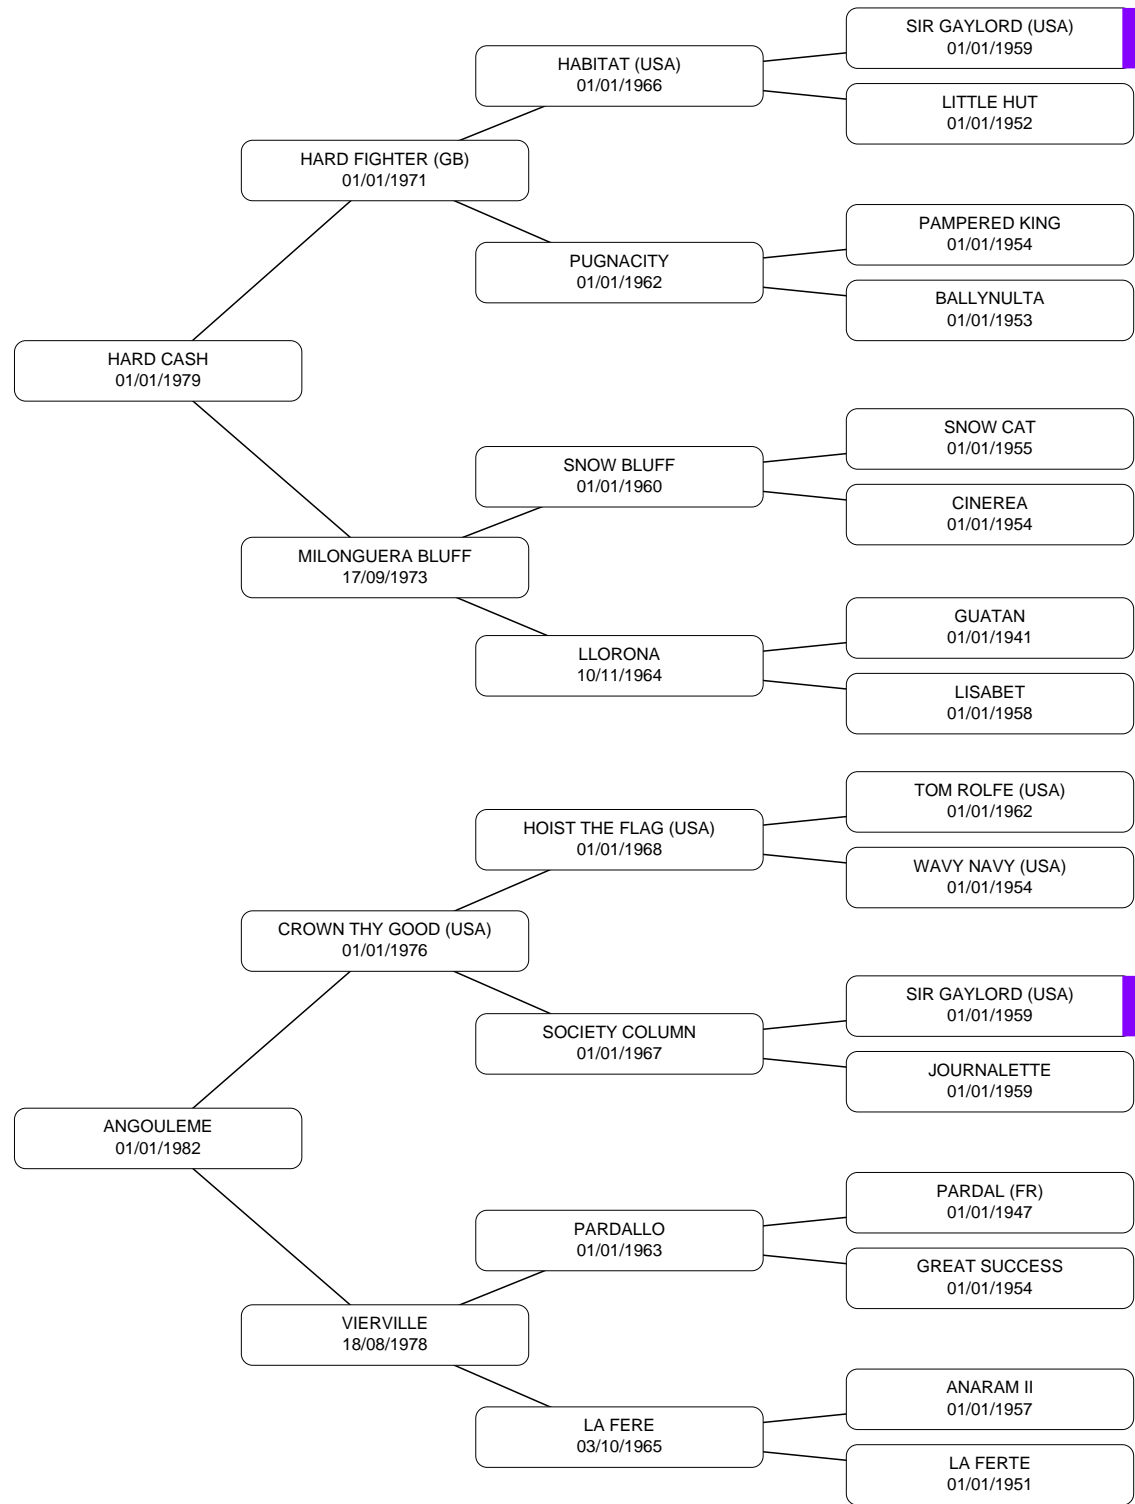 SIR GAYLORD (USA)
01/01/1959
HABITAT (USA)
01/01/1966
LITTLE HUT
01/01/1952
HARD FIGHTER (GB)
01/01/1971
PAMPERED KING
01/01/1954
PUGNACITY
01/01/1962
BALLYNULTA
01/01/1953
HARD CASH
01/01/1979
SNOW CAT
01/01/1955
SNOW BLUFF
01/01/1960
CINEREA
01/01/1954
MILONGUERA BLUFF
17/09/1973
GUATAN
01/01/1941
LLORONA
10/11/1964
LISABET
01/01/1958
TOM ROLFE (USA)
01/01/1962
HOIST THE FLAG (USA)
01/01/1968
WAVY NAVY (USA)
01/01/1954
CROWN THY GOOD (USA)
01/01/1976
SIR GAYLORD (USA)
01/01/1959
SOCIETY COLUMN
01/01/1967
JOURNALETTE
01/01/1959
ANGOULEME
01/01/1982
PARDAL (FR)
01/01/1947
PARDALLO
01/01/1963
GREAT SUCCESS
01/01/1954
VIERVILLE
18/08/1978
ANARAM II
01/01/1957
LA FERE
03/10/1965
LA FERTE
01/01/1951